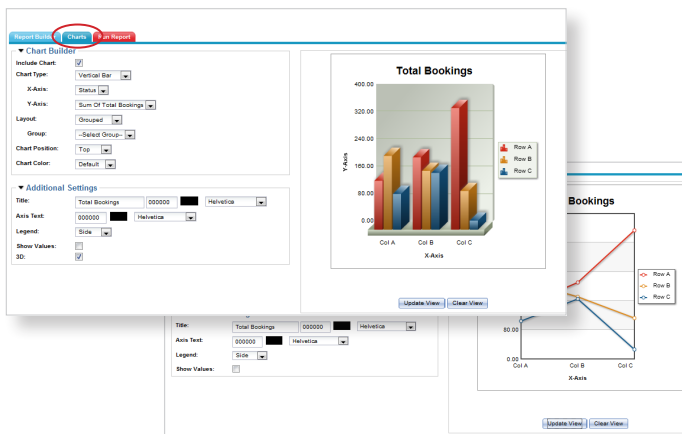 Report Builder Charts Run Report
Chart Builder
Include Chart:
Chart Type: Vertical Bar
X-Axis: Status
Y-Axis: Sum Of Total Bookings
Layout: Grouped
Group: --Select Group--
Chart Position: Top
Chart Color: Default
Additional Settings
Title: Total Bookings 000000 Helvetica
Axis Text: 000000 Helvetica
Legend: Side
Show Values:
3D:
Total Bookings
400.00
320.00
240.00
160.00
80.00
0.00
Y-Axis
Col A Col B Col C
X-Axis
Row A
Row B
Row C
Update View Clear View
Bookings
Row A
Row B
Row C
80.00
0.00
Col A Col B Col C
X-Axis
Title: Total Bookings 000000 Helvetica
Axis Text: 000000 Helvetica
Legend: Side
Show Values:
Update View Clear View